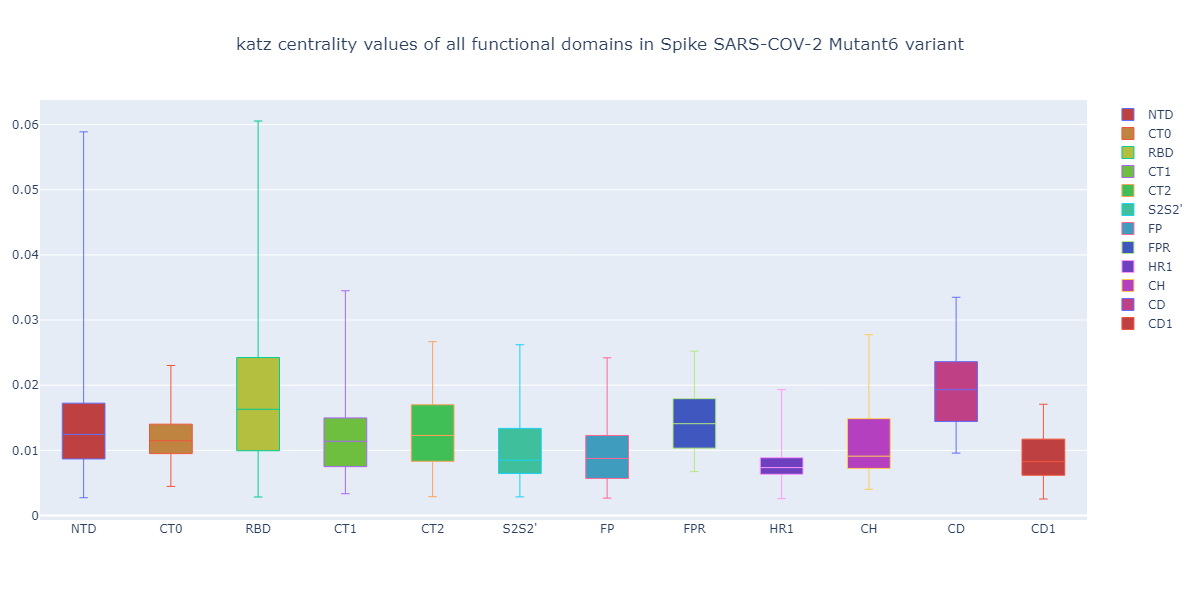 katz centrality values of all functional domains in Spike SARS-COV-2 Mutant6 variant
0.06
0.05
0.04
0.03
0.02
0.01
0
NTD CT0 RBD CT1 CT2 S2S2' FP FPR HR1 CH CD CD1
NTD
CT0
RBD
CT1
CT2
S2S2'
FP
FPR
HR1
CH
CD
CD1